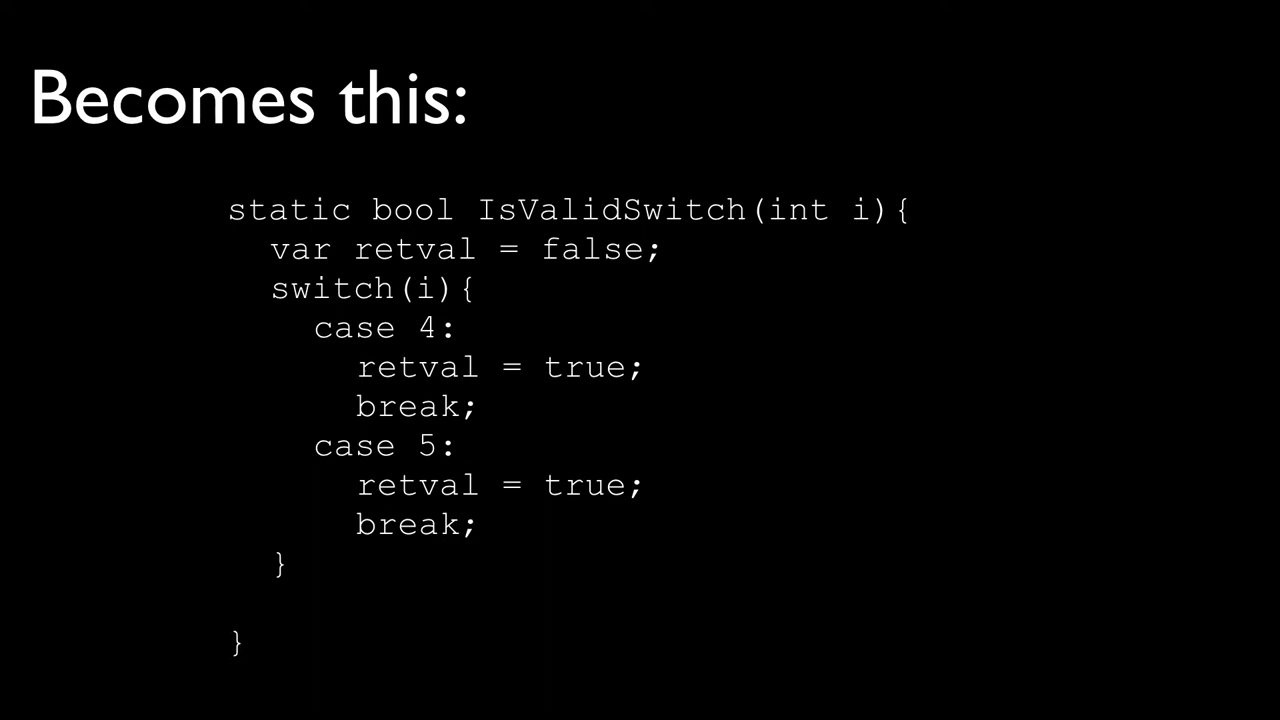 Becomes this:
static bool IsValidSwitch(int i){
var retval = false;
switch(i){
case 4:
retval = true;
break;
case 5:
retval = true;
break;
}
}